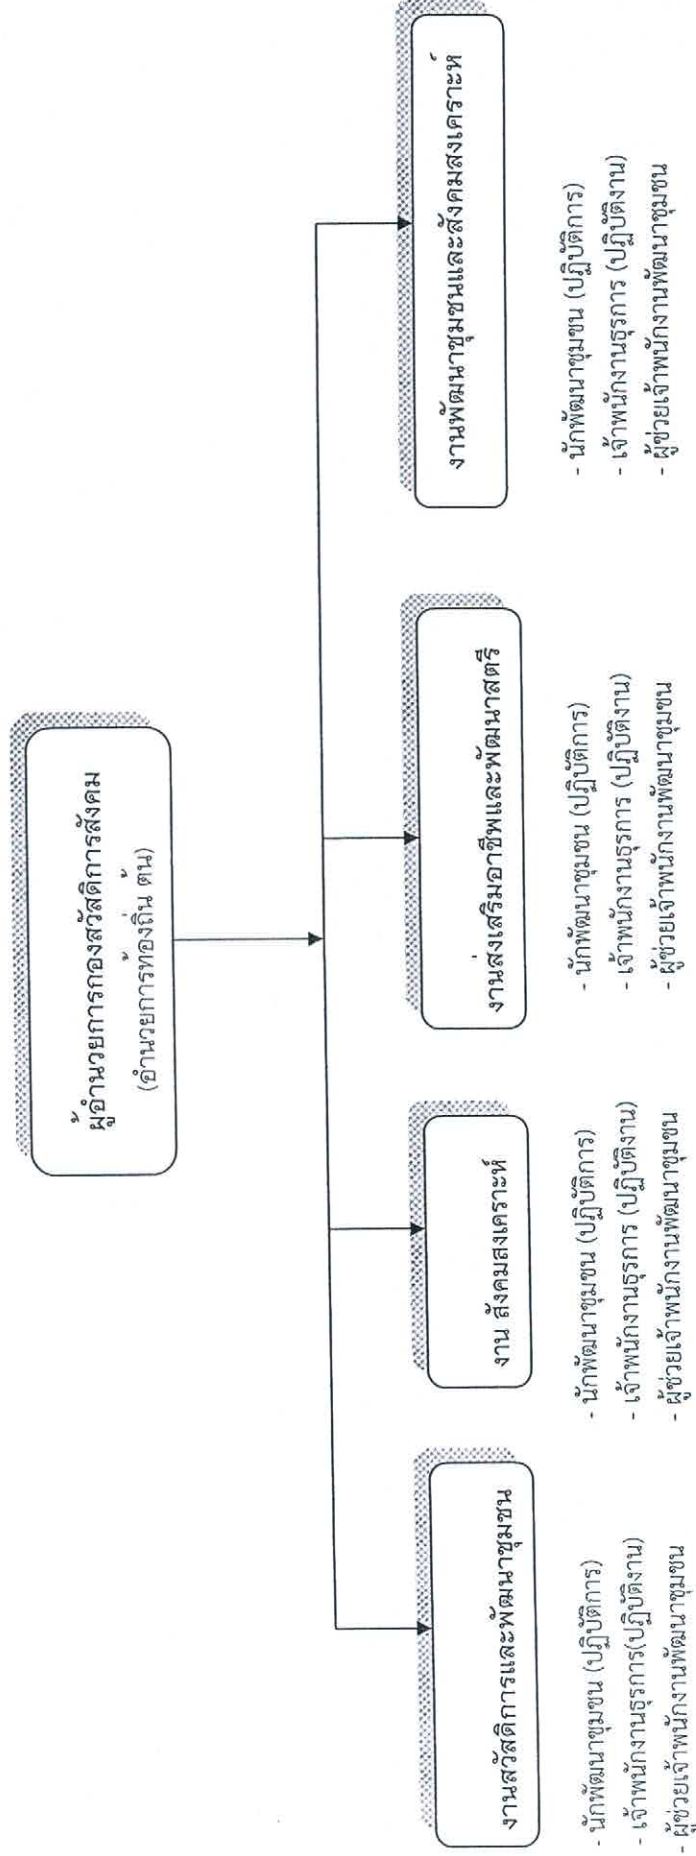 ผู้อำนวยการกองสวัสดิการสังคม
(อำนวยการท้องถิ่น ต้น)
งานสวัสดิการและพัฒนาชุมชน
- นักพัฒนาชุมชน (ปฏิบัติการ)
- เจ้าพนักงานธุรการ(ปฏิบัติงาน)
- ผู้ช่วยเจ้าพนักงานพัฒนาชุมชน
งาน สังคมสงเคราะห์
- นักพัฒนาชุมชน (ปฏิบัติการ)
- เจ้าพนักงานธุรการ (ปฏิบัติงาน)
- ผู้ช่วยเจ้าพนักงานพัฒนาชุมชน
งานส่งเสริมอาชีพและพัฒนาสตรี
- นักพัฒนาชุมชน (ปฏิบัติการ)
- เจ้าพนักงานธุรการ (ปฏิบัติงาน)
- ผู้ช่วยเจ้าพนักงานพัฒนาชุมชน
งานพัฒนาชุมชนและสังคมสงเคราะห์
- นักพัฒนาชุมชน (ปฏิบัติการ)
- เจ้าพนักงานธุรการ (ปฏิบัติงาน)
- ผู้ช่วยเจ้าพนักงานพัฒนาชุมชน